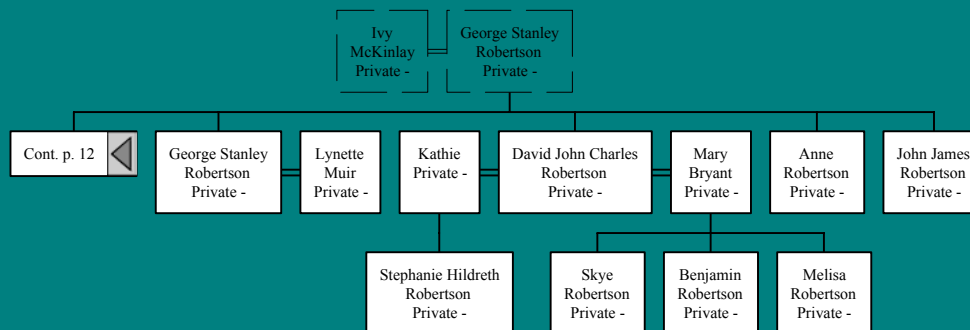 Ivy
McKinlay
Private -
George Stanley
Robertson
Private -
Cont. p. 12
George Stanley
Robertson
Private -
Lynette
Muir
Private -
Kathie
Private -
David John Charles
Robertson
Private -
Mary
Bryant
Private -
Anne
Robertson
Private -
John James
Robertson
Private -
Stephanie Hildreth
Robertson
Private -
Skye
Robertson
Private -
Benjamin
Robertson
Private -
Melisa
Robertson
Private -